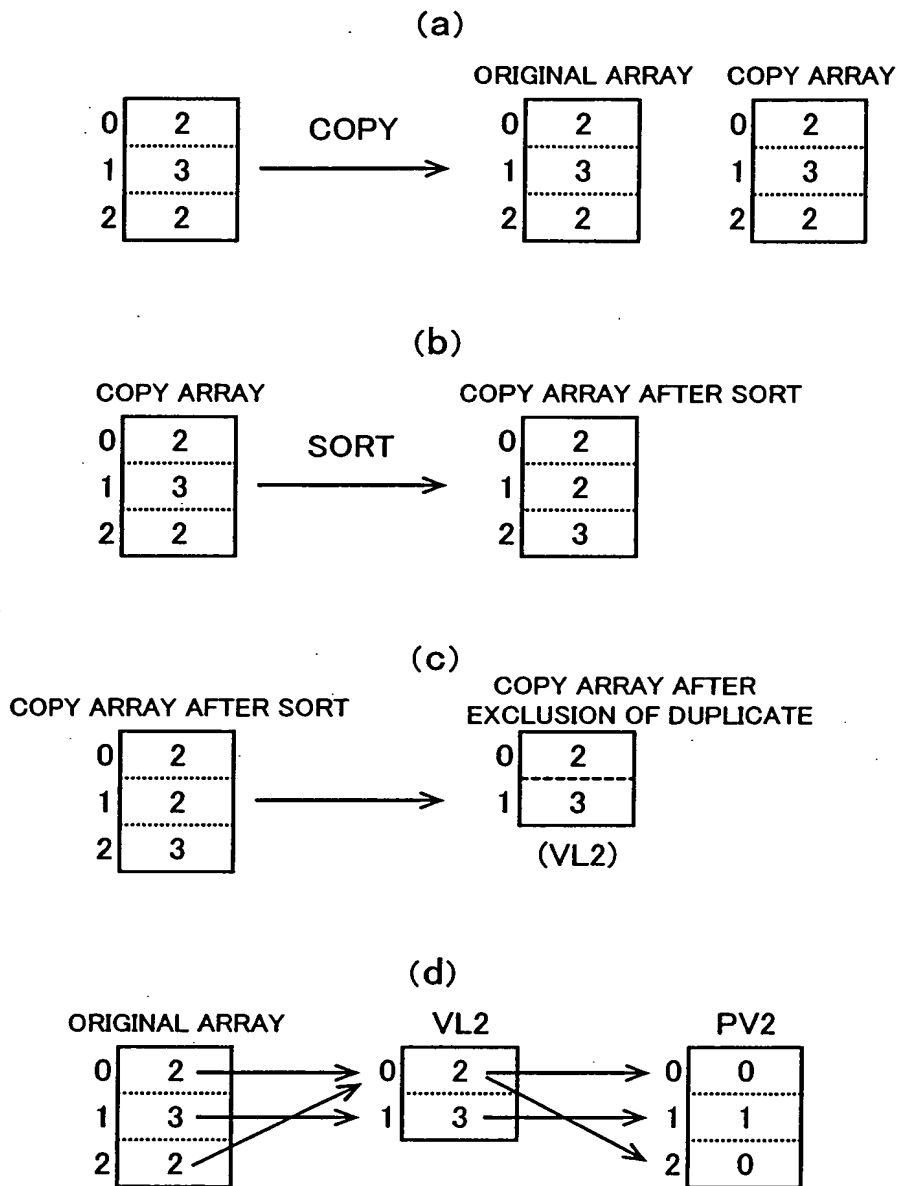 (a)
ORIGINAL ARRAY COPY ARRAY
0 2 COPY 0 2 0 2
1 3 1 3 1 3
2 2 2 2 2 2
(b)
COPY ARRAY COPY ARRAY AFTER SORT
0 2 SORT 0 2
1 3 1 2
2 2 2 3
(c)
COPY ARRAY AFTER SORT COPY ARRAY AFTER
EXCLUSION OF DUPLICATE
0 2 0 2
1 2 1 3
2 3 (VL2)
(d)
ORIGINAL ARRAY VL2 PV2
0 2 0 2 0 0
1 3 1 3 1 1
2 2 2 0